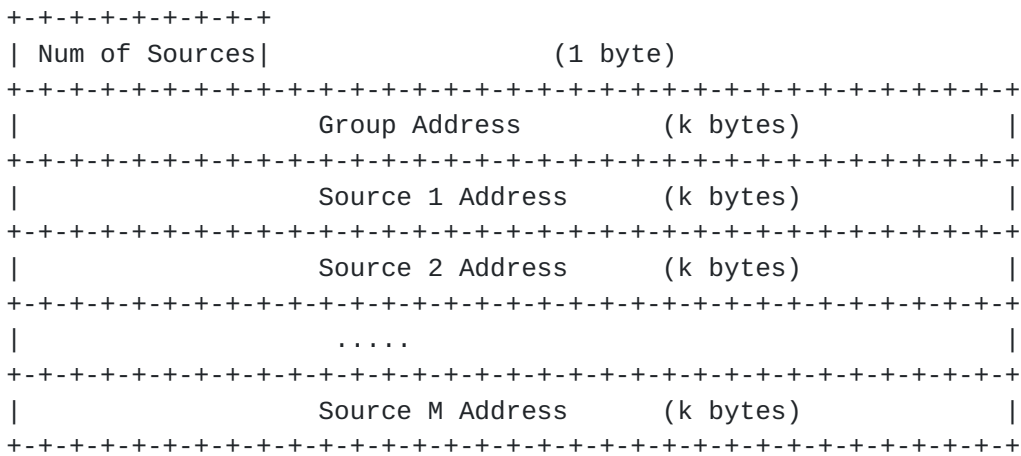 +-+-+-+-+-+-+-+-+
| Num of Sources|                  (1 byte)
+-+-+-+-+-+-+-+-+-+-+-+-+-+-+-+-+-+-+-+-+-+-+-+-+-+-+-+-+-+-+-+-+
|                   Group Address         (k bytes)             |
+-+-+-+-+-+-+-+-+-+-+-+-+-+-+-+-+-+-+-+-+-+-+-+-+-+-+-+-+-+-+-+-+
|                   Source 1 Address      (k bytes)             |
+-+-+-+-+-+-+-+-+-+-+-+-+-+-+-+-+-+-+-+-+-+-+-+-+-+-+-+-+-+-+-+-+
|                   Source 2 Address      (k bytes)             |
+-+-+-+-+-+-+-+-+-+-+-+-+-+-+-+-+-+-+-+-+-+-+-+-+-+-+-+-+-+-+-+-+
|                    .....                                      |
+-+-+-+-+-+-+-+-+-+-+-+-+-+-+-+-+-+-+-+-+-+-+-+-+-+-+-+-+-+-+-+-+
|                   Source M Address      (k bytes)             |
+-+-+-+-+-+-+-+-+-+-+-+-+-+-+-+-+-+-+-+-+-+-+-+-+-+-+-+-+-+-+-+-+